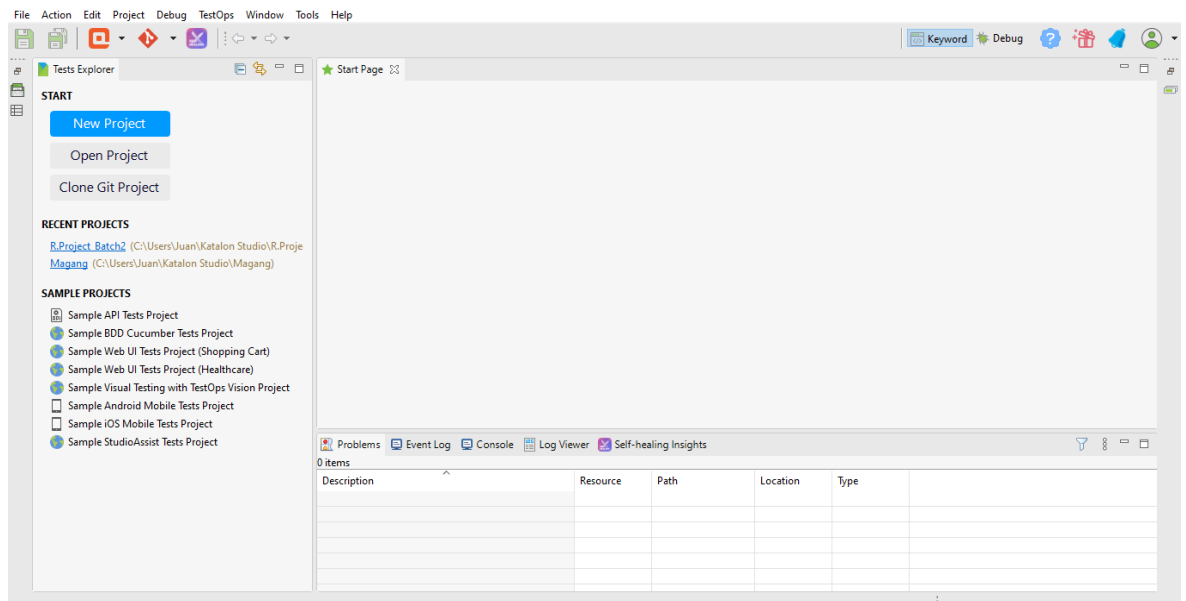 File Action Edit Project Debug TestOps Window Tools Help
Keyword Debug
Tests Explorer
Start Page
START
New Project
Open Project
Clone Git Project
RECENT PROJECTS
R.Project Batch2 (C:\Users\Juan\Katalon Studio\R.Proje
Magang (C:\Users\Juan\Katalon Studio\Magang)
SAMPLE PROJECTS
Sample API Tests Project
Sample BDD Cucumber Tests Project
Sample Web UI Tests Project (Shopping Cart)
Sample Web UI Tests Project (Healthcare)
Sample Visual Testing with TestOps Vision Project
Sample Android Mobile Tests Project
Sample iOS Mobile Tests Project
Sample StudioAssist Tests Project
Problems Event Log Console Log Viewer Self-healing Insights
0 items
Description Resource Path Location Type